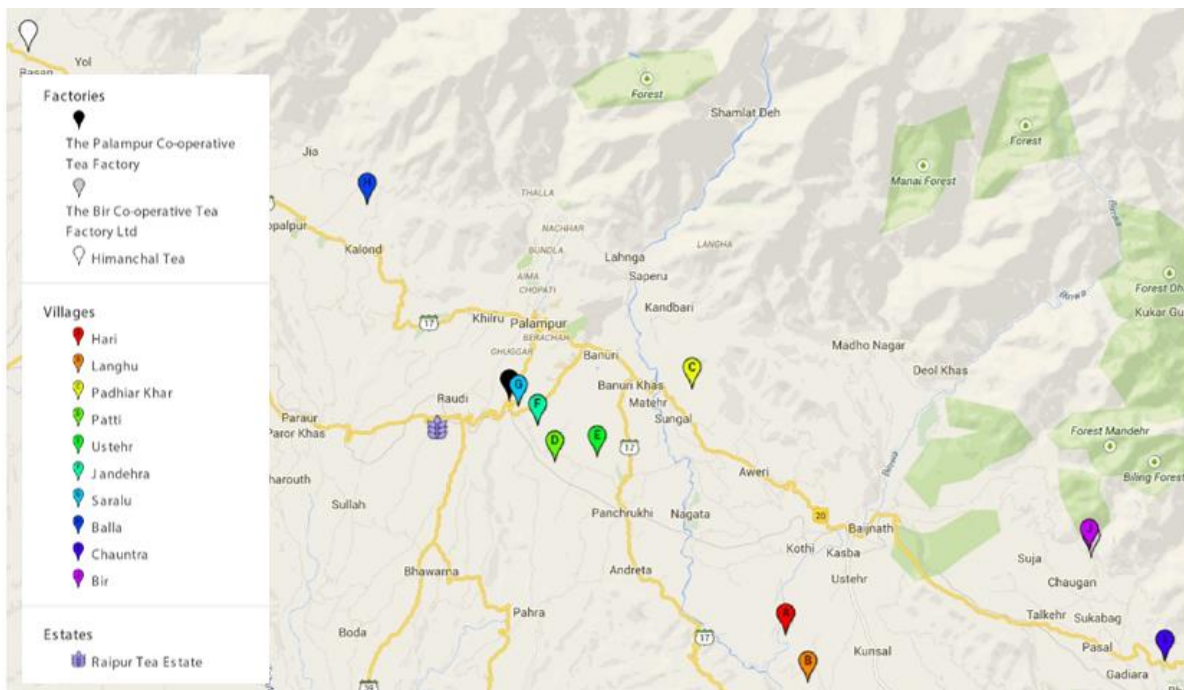 Yol
Factories
The Palampur Co-operative
Tea Factory
The Bir Co-operative Tea
Factory Ltd
Himanchal Tea
Villages
Hari
Langhu
Padhiar Khar
Patti
Ustehr
Jandehra
Saralu
Balla
Chauntra
Bir
Estates
Raipur Tea Estate
Forest
Shamlat Deh
Forest
Jia
Manai Forest
H
THALLA
opalpur
NACHHAR
LANGHA
Kalond
BUNDLA
Lahnga
AIMA
Saperu
Forest Dh
CHOPATI
Binwa
Kandbari
Kukar Gu
17
Khilru
Palampur
BERACHAH
Madho Nagar
GHUGGAR
Banuri
C
Deol Khas
G
Banuri Khas
Raudi
F
Matehr
Paraur
Sungal
Paror Khas
D
E
17
Forest Mandehr
Aweri
Biling Forest
harouth
Sullah
Panchrukhi
Nagata
20
Baijnath
J
Kothi
Kasba
Suja
Bhawarna
Andreta
Ustehr
Chaugan
Pahra
Talkehr
Sukabag
Boda
17
Kunsal
Pasal
B
Gadiara